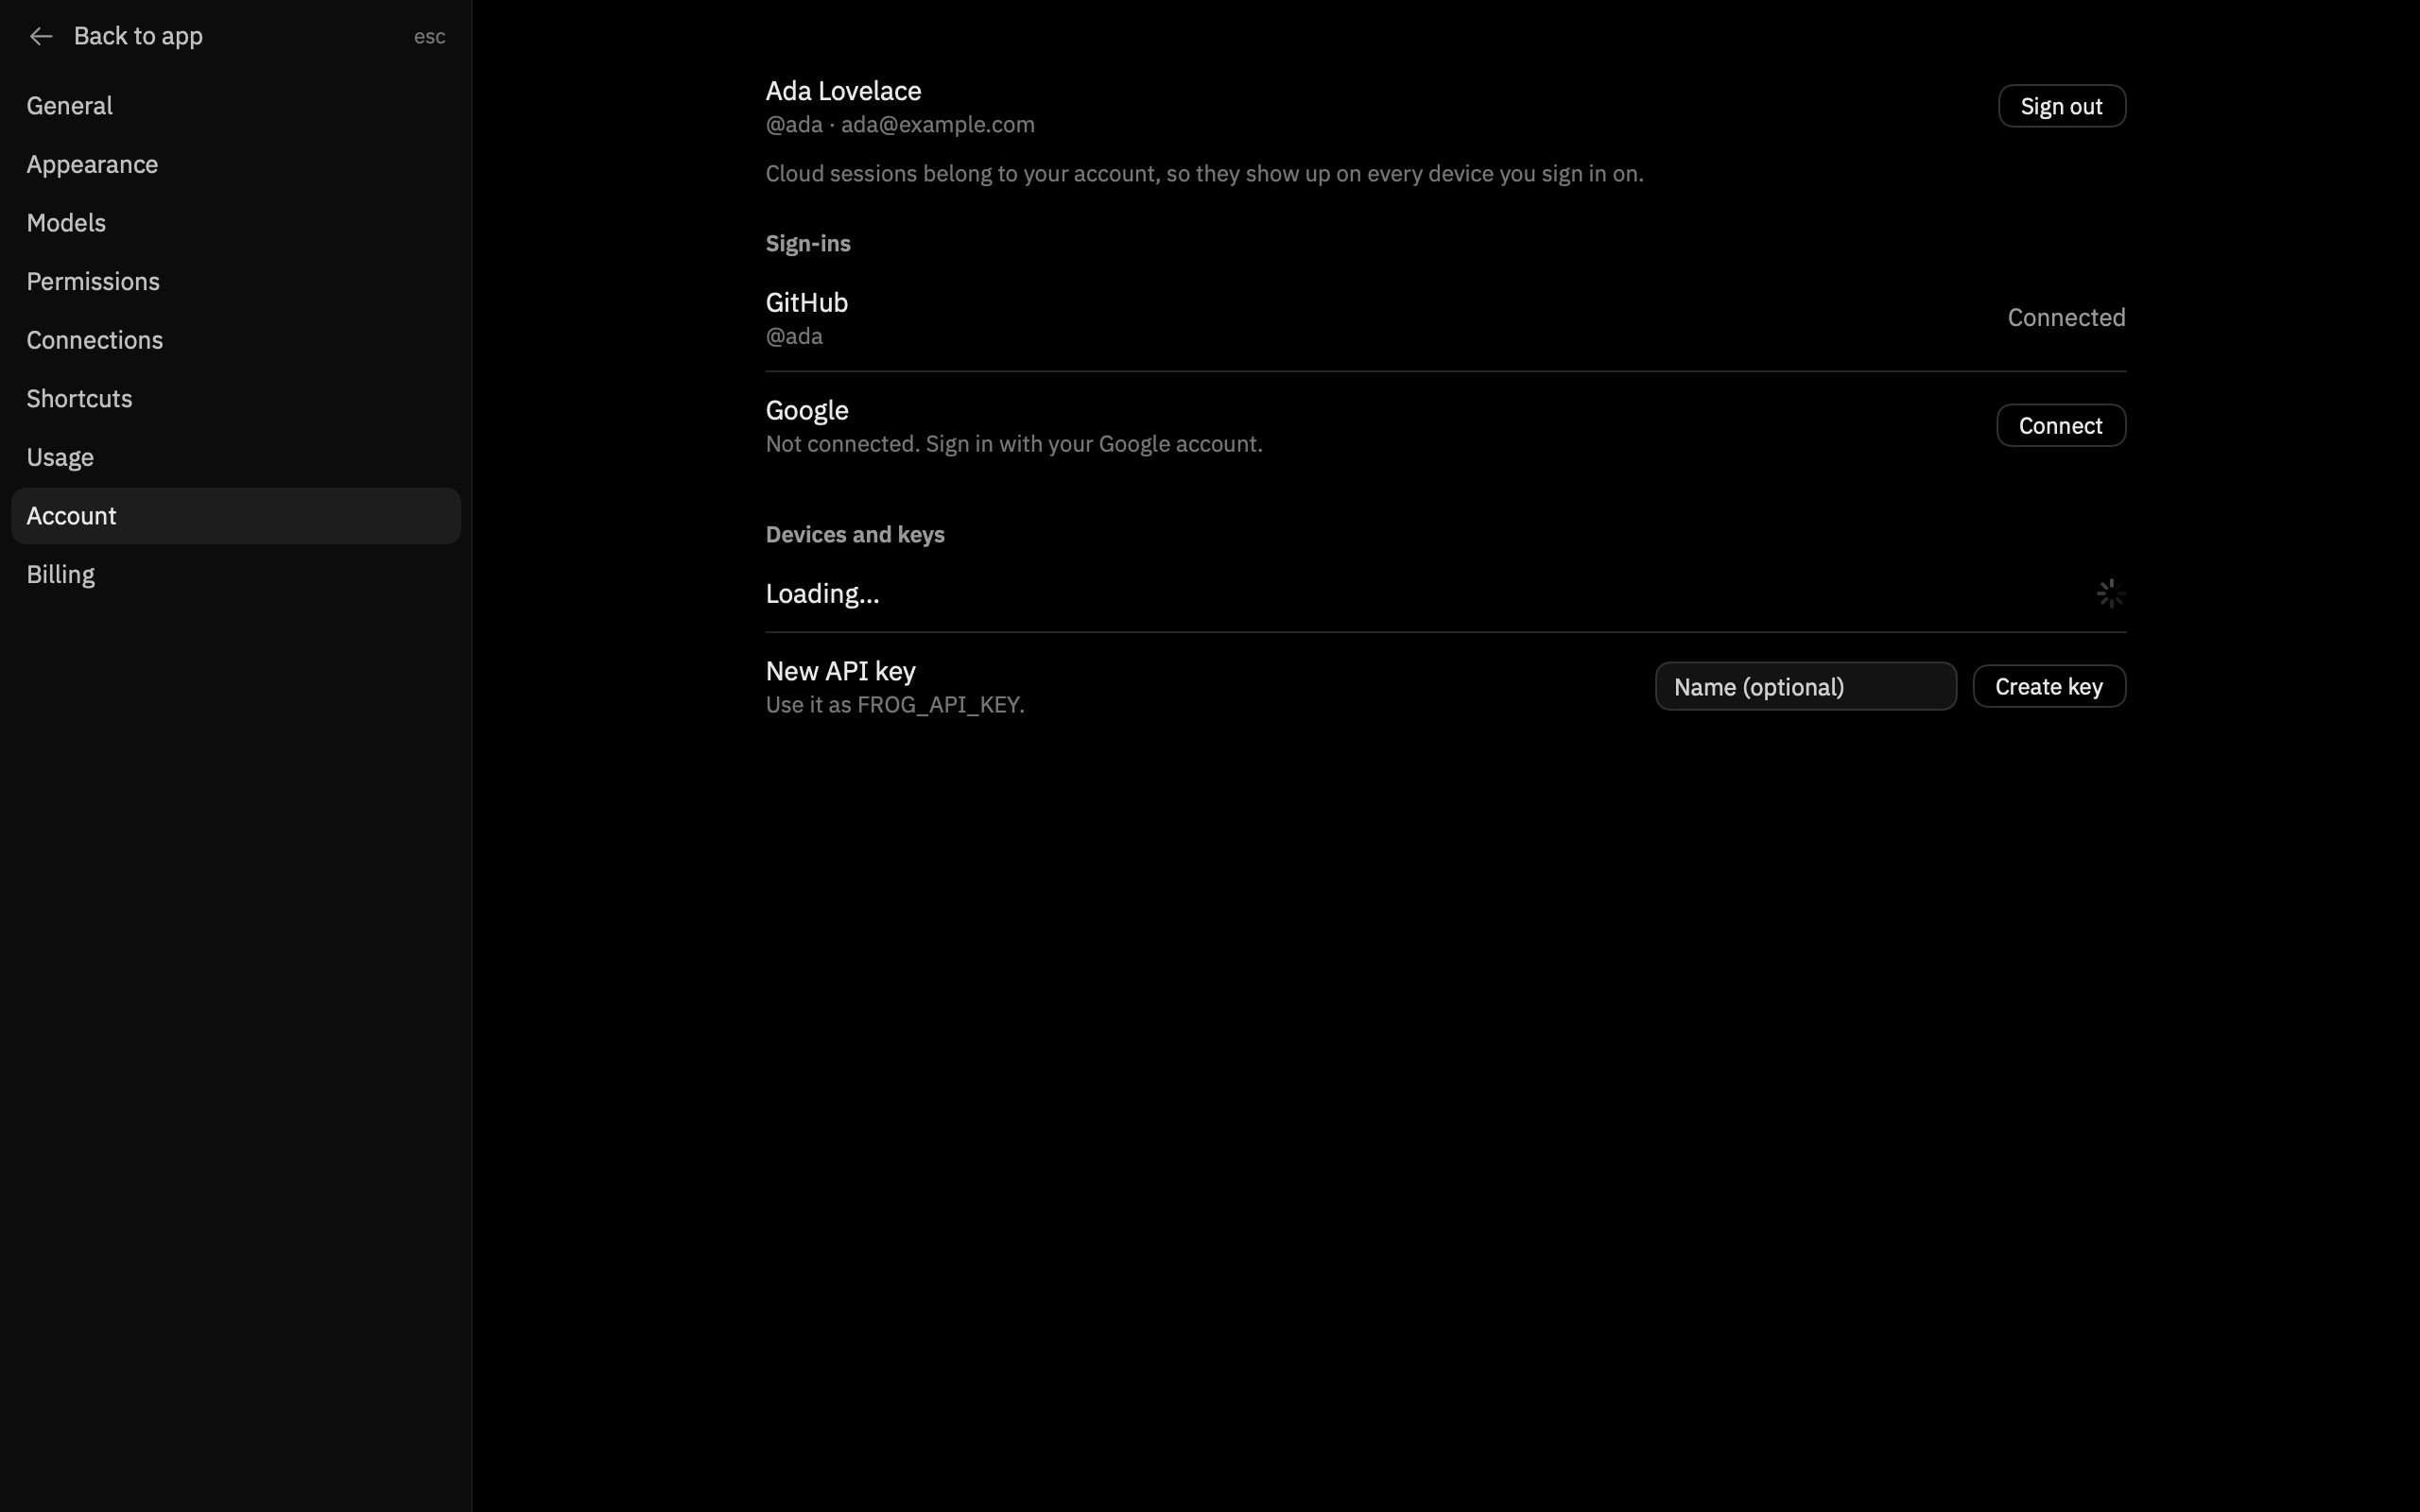 Back to app esc
General
Appearance
Models
Permissions
Connections
Shortcuts
Usage
Account
Billing
Ada Lovelace
@ada · ada@example.com
Sign out
Cloud sessions belong to your account, so they show up on every device you sign in on.
Sign-ins
GitHub
@ada
Connected
Google
Not connected. Sign in with your Google account.
Connect
Devices and keys
Loading...
New API key
Use it as FROG_API_KEY.
Name (optional)
Create key